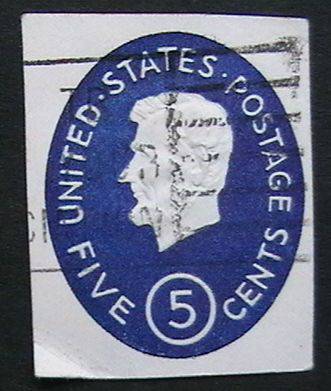 UNITED · STATES · POSTAGE
FIVE 5 CENTS